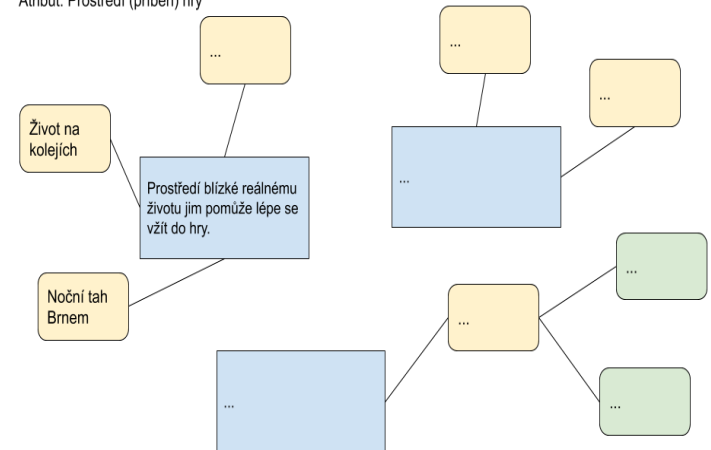 Atribut: Prostředí (příběh) hry
...
...
...
Život na
kolejích
...
Prostředí blízké reálnému
životu jim pomůže lépe se
vžít do hry.
...
Noční tah
Brnem
...
...
...